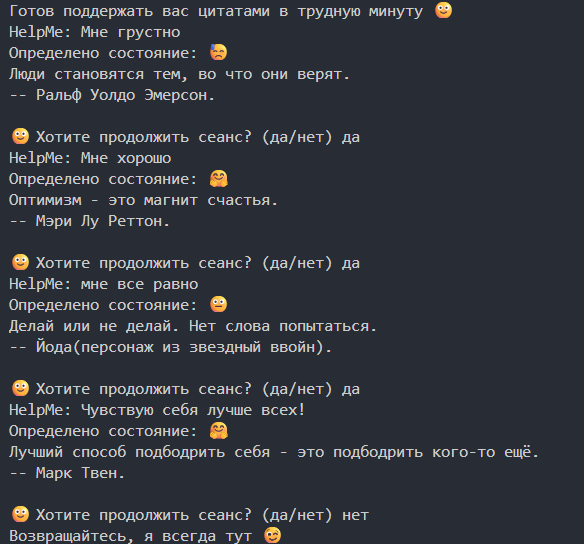 Готов поддержать вас цитатами в трудную минуту 🙂
HelpMe: Мне грустно
Определено состояние: 😓
Люди становятся тем, во что они верят.
-- Ральф Уолдо Эмерсон.
🙂 Хотите продолжить сеанс? (да/нет) да
HelpMe: Мне хорошо
Определено состояние: 🤗
Оптимизм - это магнит счастья.
-- Мэри Лу Реттон.
🙂 Хотите продолжить сеанс? (да/нет) да
HelpMe: мне все равно
Определено состояние: 😐
Делай или не делай. Нет слова попытаться.
-- Йода(персонаж из звездный ввойн).
🙂 Хотите продолжить сеанс? (да/нет) да
HelpMe: Чувствую себя лучше всех!
Определено состояние: 🤗
Лучший способ подбодрить себя - это подбодрить кого-то ещё.
-- Марк Твен.
🙂 Хотите продолжить сеанс? (да/нет) нет
Возвращайтесь, я всегда тут 😉